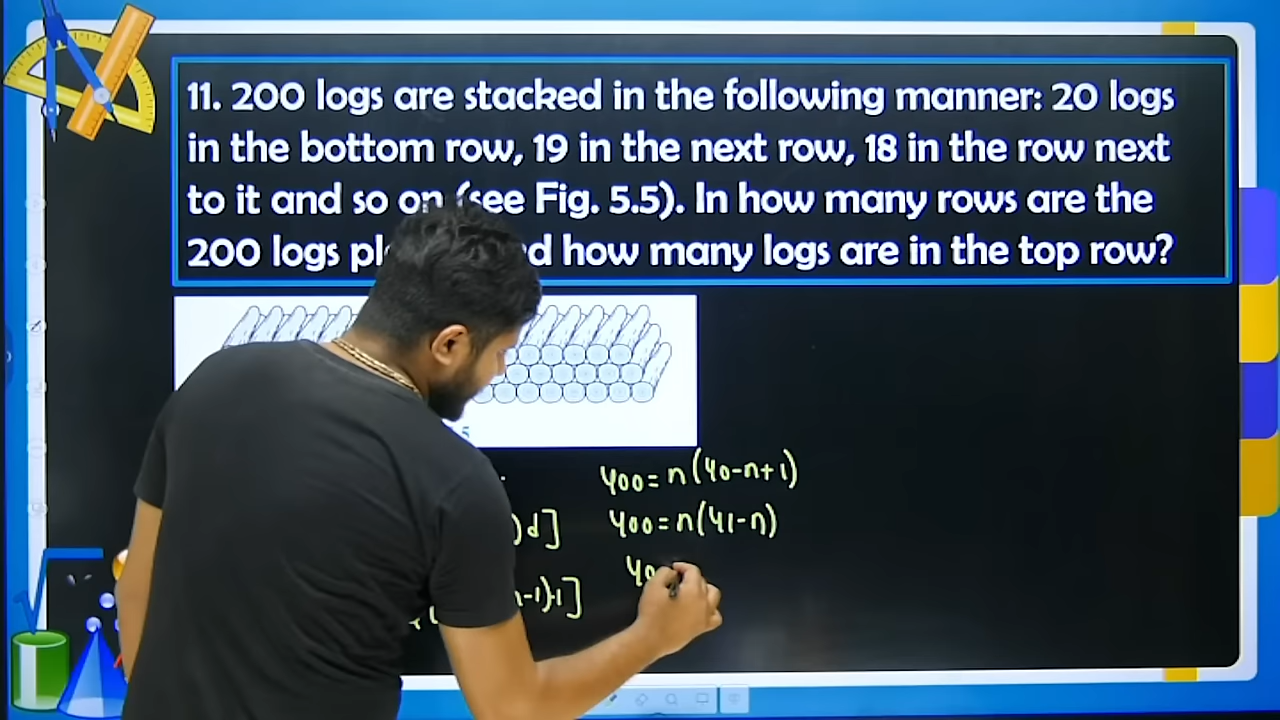 11. 200 logs are stacked in the following manner: 20 logs
in the bottom row, 19 in the next row, 18 in the row next
to it and so on (see Fig. 5.5). In how many rows are the
200 logs pl d how many logs are in the top row?
5
400=n(40-n+1)
)d] 400=n(41-n)
40
n-1)·1]